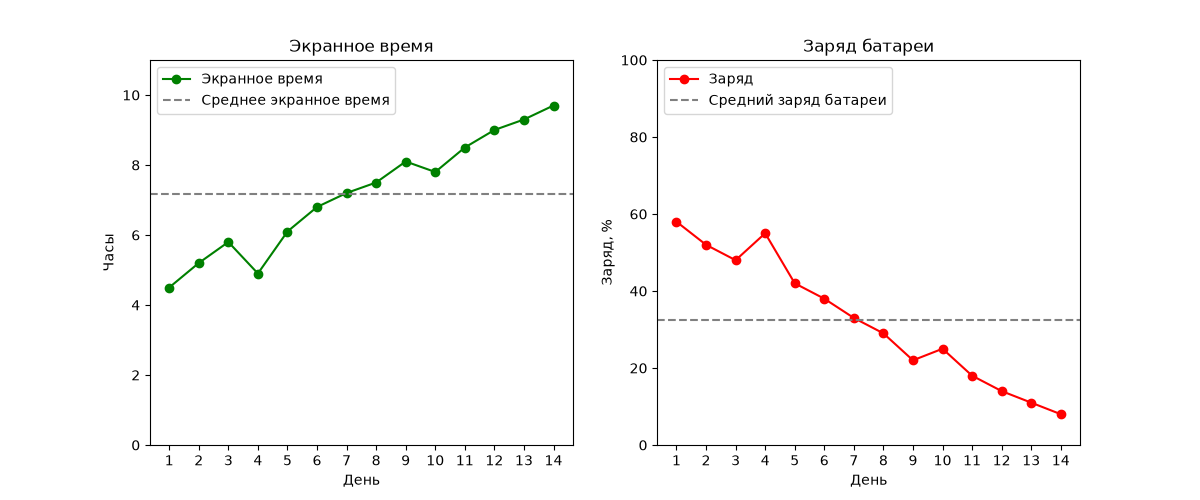 Экранное время
Экранное время
Среднее экранное время
10
8
6
4
2
0
Часы
1 2 3 4 5 6 7 8 9 10 11 12 13 14
День
Заряд батареи
Заряд
Средний заряд батареи
100
80
60
40
20
0
Заряд, %
1 2 3 4 5 6 7 8 9 10 11 12 13 14
День